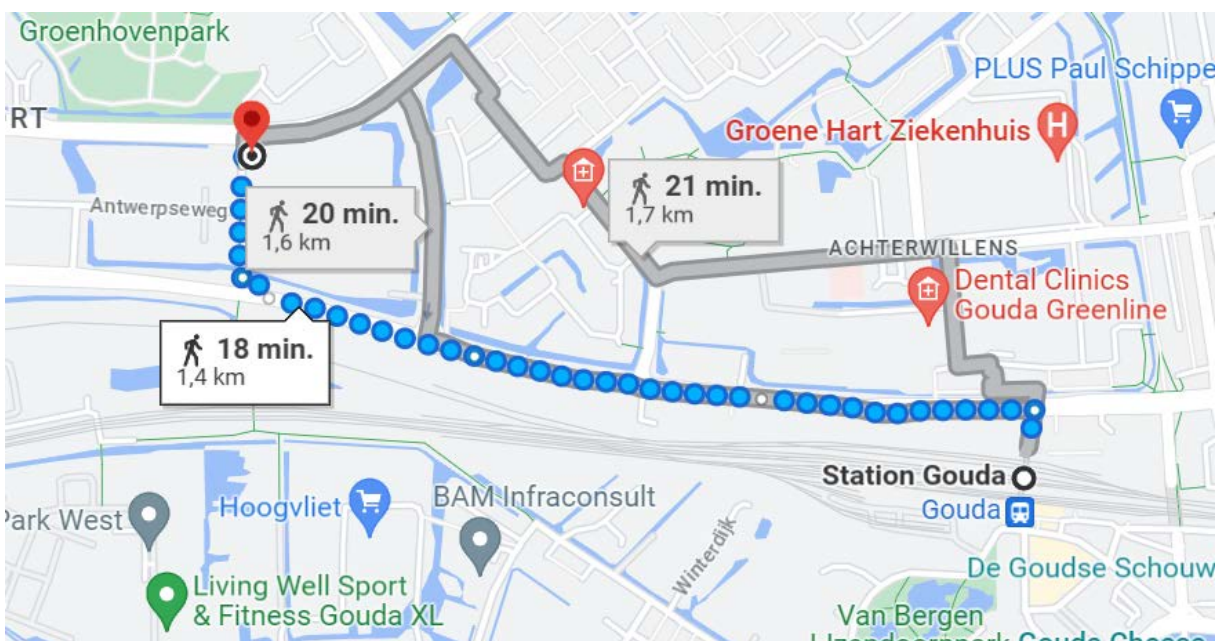 Groenhovenpark
PLUS Paul Schippe
RT
Groene Hart Ziekenhuis
H
21 min.
1,7 km
20 min.
1,6 km
Antwerpseweg
ACHTERWILLENS
Dental Clinics
Gouda Greenline
18 min.
1,4 km
Station Gouda
Gouda
BAM Infraconsult
Hoogvliet
Park West
Winterdijk
De Goudse Schouw
Living Well Sport
& Fitness Gouda XL
Van Bergen